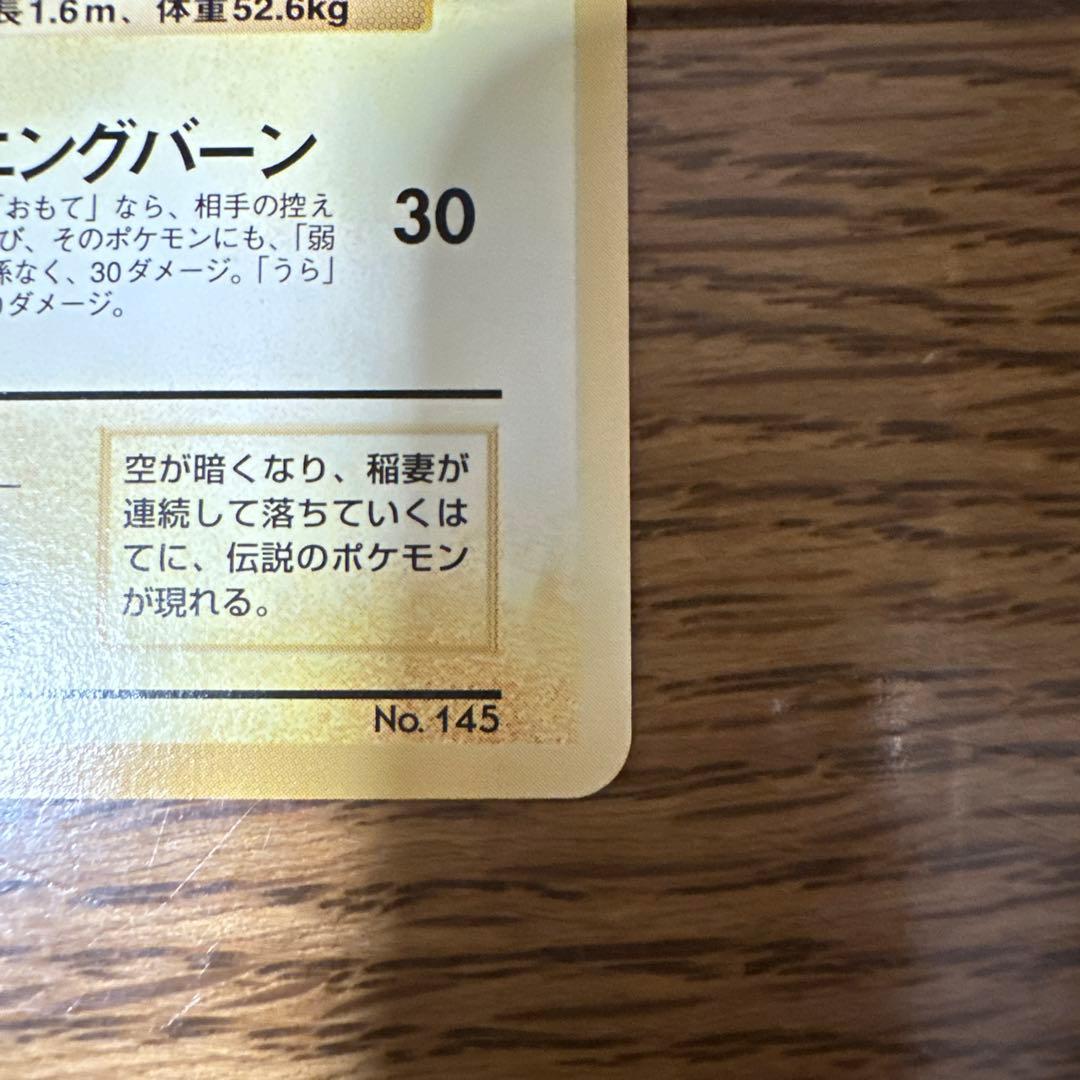 長1.6m、体重52.6kg
ニングバーン
「おもて」なら、相手の控え
30
び、そのポケモンにも、「弱
係なく、30ダメージ。「うら」
0ダメージ。
空が暗くなり、稲妻が
連続して落ちていくは
てに、伝説のポケモン
が現れる。
No. 145